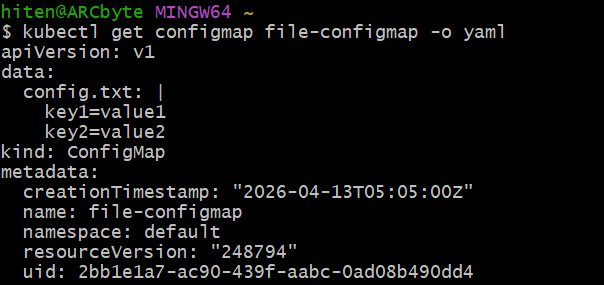 hiten@ARCbyte MINGW64 ~
$ kubectl get configmap file-configmap -o yaml
apiVersion: v1
data:
  config.txt: |
    key1=value1
    key2=value2
kind: ConfigMap
metadata:
  creationTimestamp: "2026-04-13T05:05:00Z"
  name: file-configmap
  namespace: default
  resourceVersion: "248794"
  uid: 2bb1e1a7-ac90-439f-aabc-0ad08b490dd4